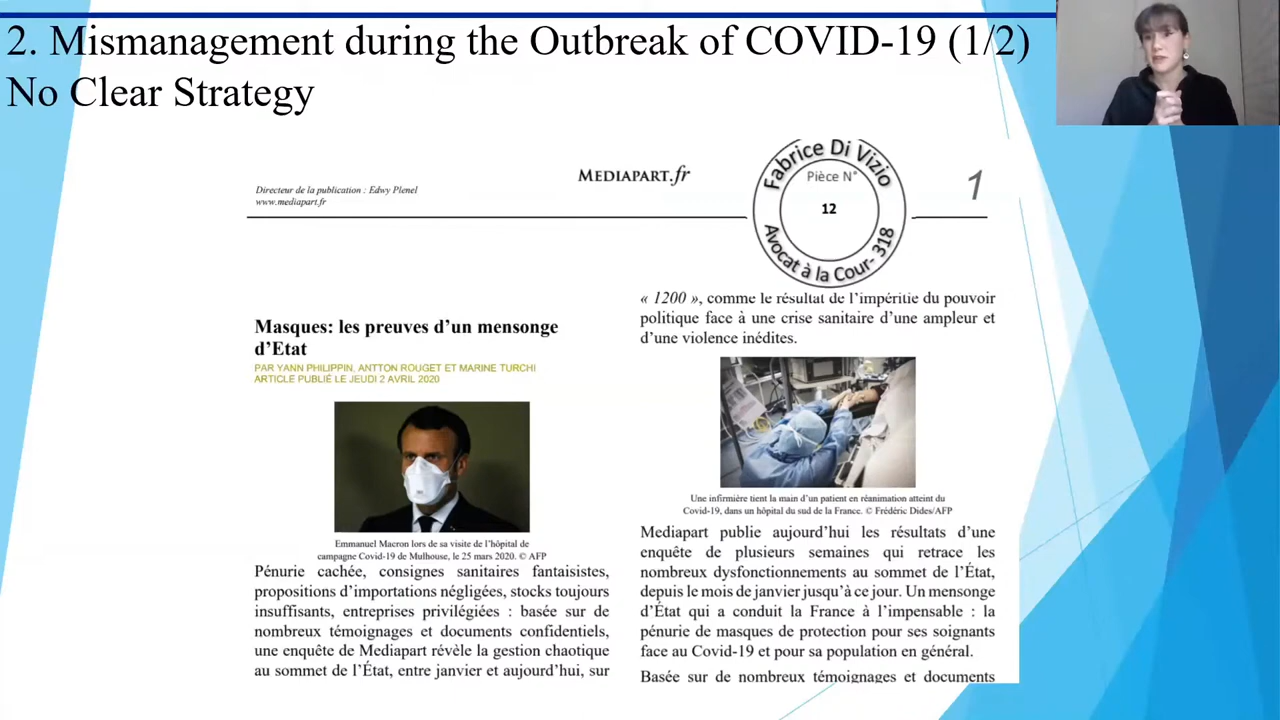 2. Mismanagement during the Outbreak of COVID-19 (1/2)
No Clear Strategy
Directeur de la publication : Edwy Plenel
www.mediapart.fr
MEDIAPART.fr
Fabrice Di Vizio
Pièce N°
12
Avocat à la Cour- 318
1
Masques: les preuves d'un mensonge
d'Etat
PAR YANN PHILIPPIN, ANTTON ROUGET ET MARINE TURCHI
ARTICLE PUBLIÉ LE JEUDI 2 AVRIL 2020
Emmanuel Macron lors de sa visite de l'hôpital de
campagne Covid-19 de Mulhouse, le 25 mars 2020. © AFP
Pénurie cachée, consignes sanitaires fantaisistes,
propositions d'importations négligées, stocks toujours
insuffisants, entreprises privilégiées : basée sur de
nombreux témoignages et documents confidentiels,
une enquête de Mediapart révèle la gestion chaotique
au sommet de l'État, entre janvier et aujourd'hui, sur
« 1200 », comme le résultat de l'impéritie du pouvoir
politique face à une crise sanitaire d'une ampleur et
d'une violence inédites.
Une infirmière tient la main d'un patient en réanimation atteint du
Covid-19, dans un hôpital du sud de la France. © Frédéric Dides/AFP
Mediapart publie aujourd'hui les résultats d'une
enquête de plusieurs semaines qui retrace les
nombreux dysfonctionnements au sommet de l'État,
depuis le mois de janvier jusqu'à ce jour. Un mensonge
d'État qui a conduit la France à l'impensable : la
pénurie de masques de protection pour ses soignants
face au Covid-19 et pour sa population en général.
Basée sur de nombreux témoignages et documents